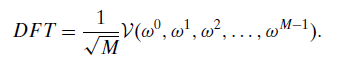 DFT = \frac{1}{\sqrt{M}} \mathcal{V}(\omega^0, \omega^1, \omega^2, \ldots, \omega^{M-1}).